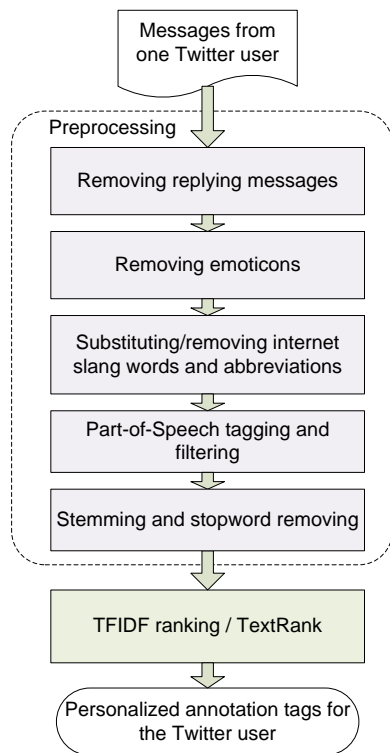 Messages from
one Twitter user
Preprocessing
Removing replying messages
Removing emoticons
Substituting/removing internet
slang words and abbreviations
Part-of-Speech tagging and
filtering
Stemming and stopword removing
TFIDF ranking / TextRank
Personalized annotation tags for
the Twitter user